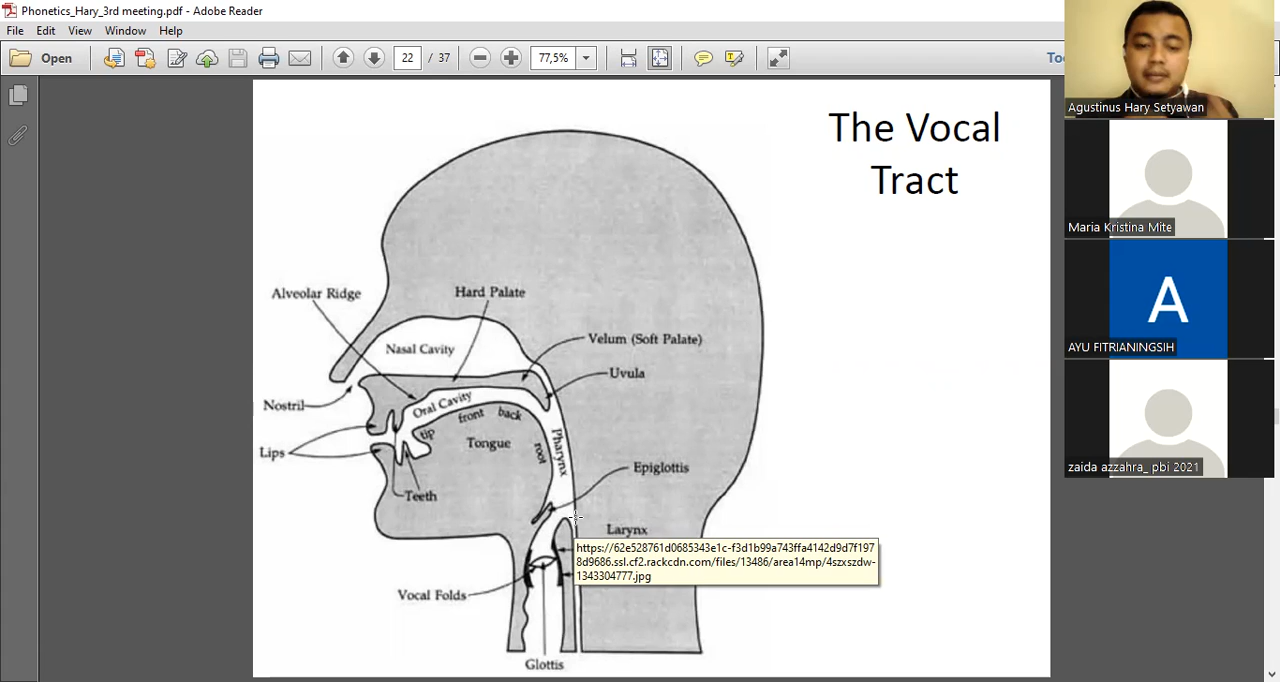 Phonetics_Hary_3rd meeting.pdf - Adobe Reader
File Edit View Window Help
Open 22 / 37 77,5%
The Vocal
Tract
Alveolar Ridge
Hard Palate
Nasal Cavity
Velum (Soft Palate)
Uvula
Nostril
Oral Cavity
front
back
tip
Lips
Tongue
root
Pharynx
Epiglottis
Teeth
Larynx
https://62e528761d0685343e1c-f3d1b99a743ffa4142d9d7f197
8d9686.ssl.cf2.rackcdn.com/files/13486/area14mp/4szxszdw-
1343304777.jpg
Vocal Folds
Glottis
Agustinus Hary Setyawan
Maria Kristina Mite
A
AYU FITRIANINGSIH
zaida azzahra_ pbi 2021